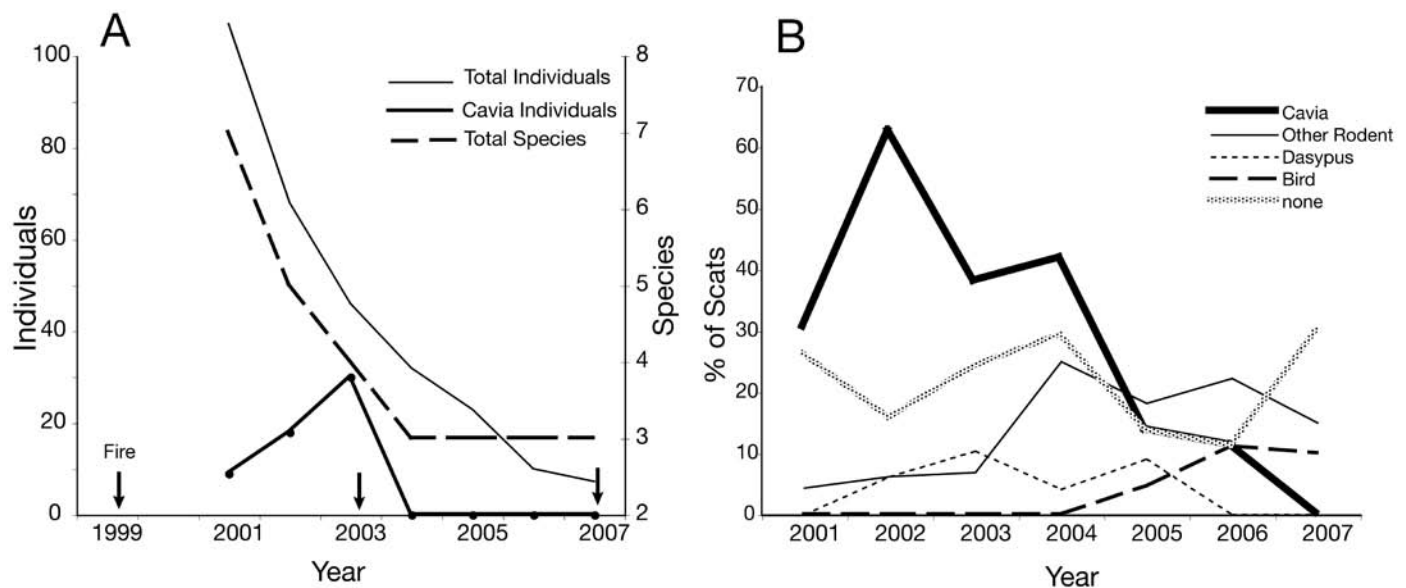 A
100
80
60
40
20
0
Individuals
Fire
1999
2001
2003
2005
2007
Year
8
7
6
5
4
3
2
Species
Total Individuals
Cavia Individuals
Total Species
B
70
60
50
40
30
20
10
0
% of Scats
2001
2002
2003
2004
2005
2006
2007
Year
Cavia
Other Rodent
Dasypus
Bird
none